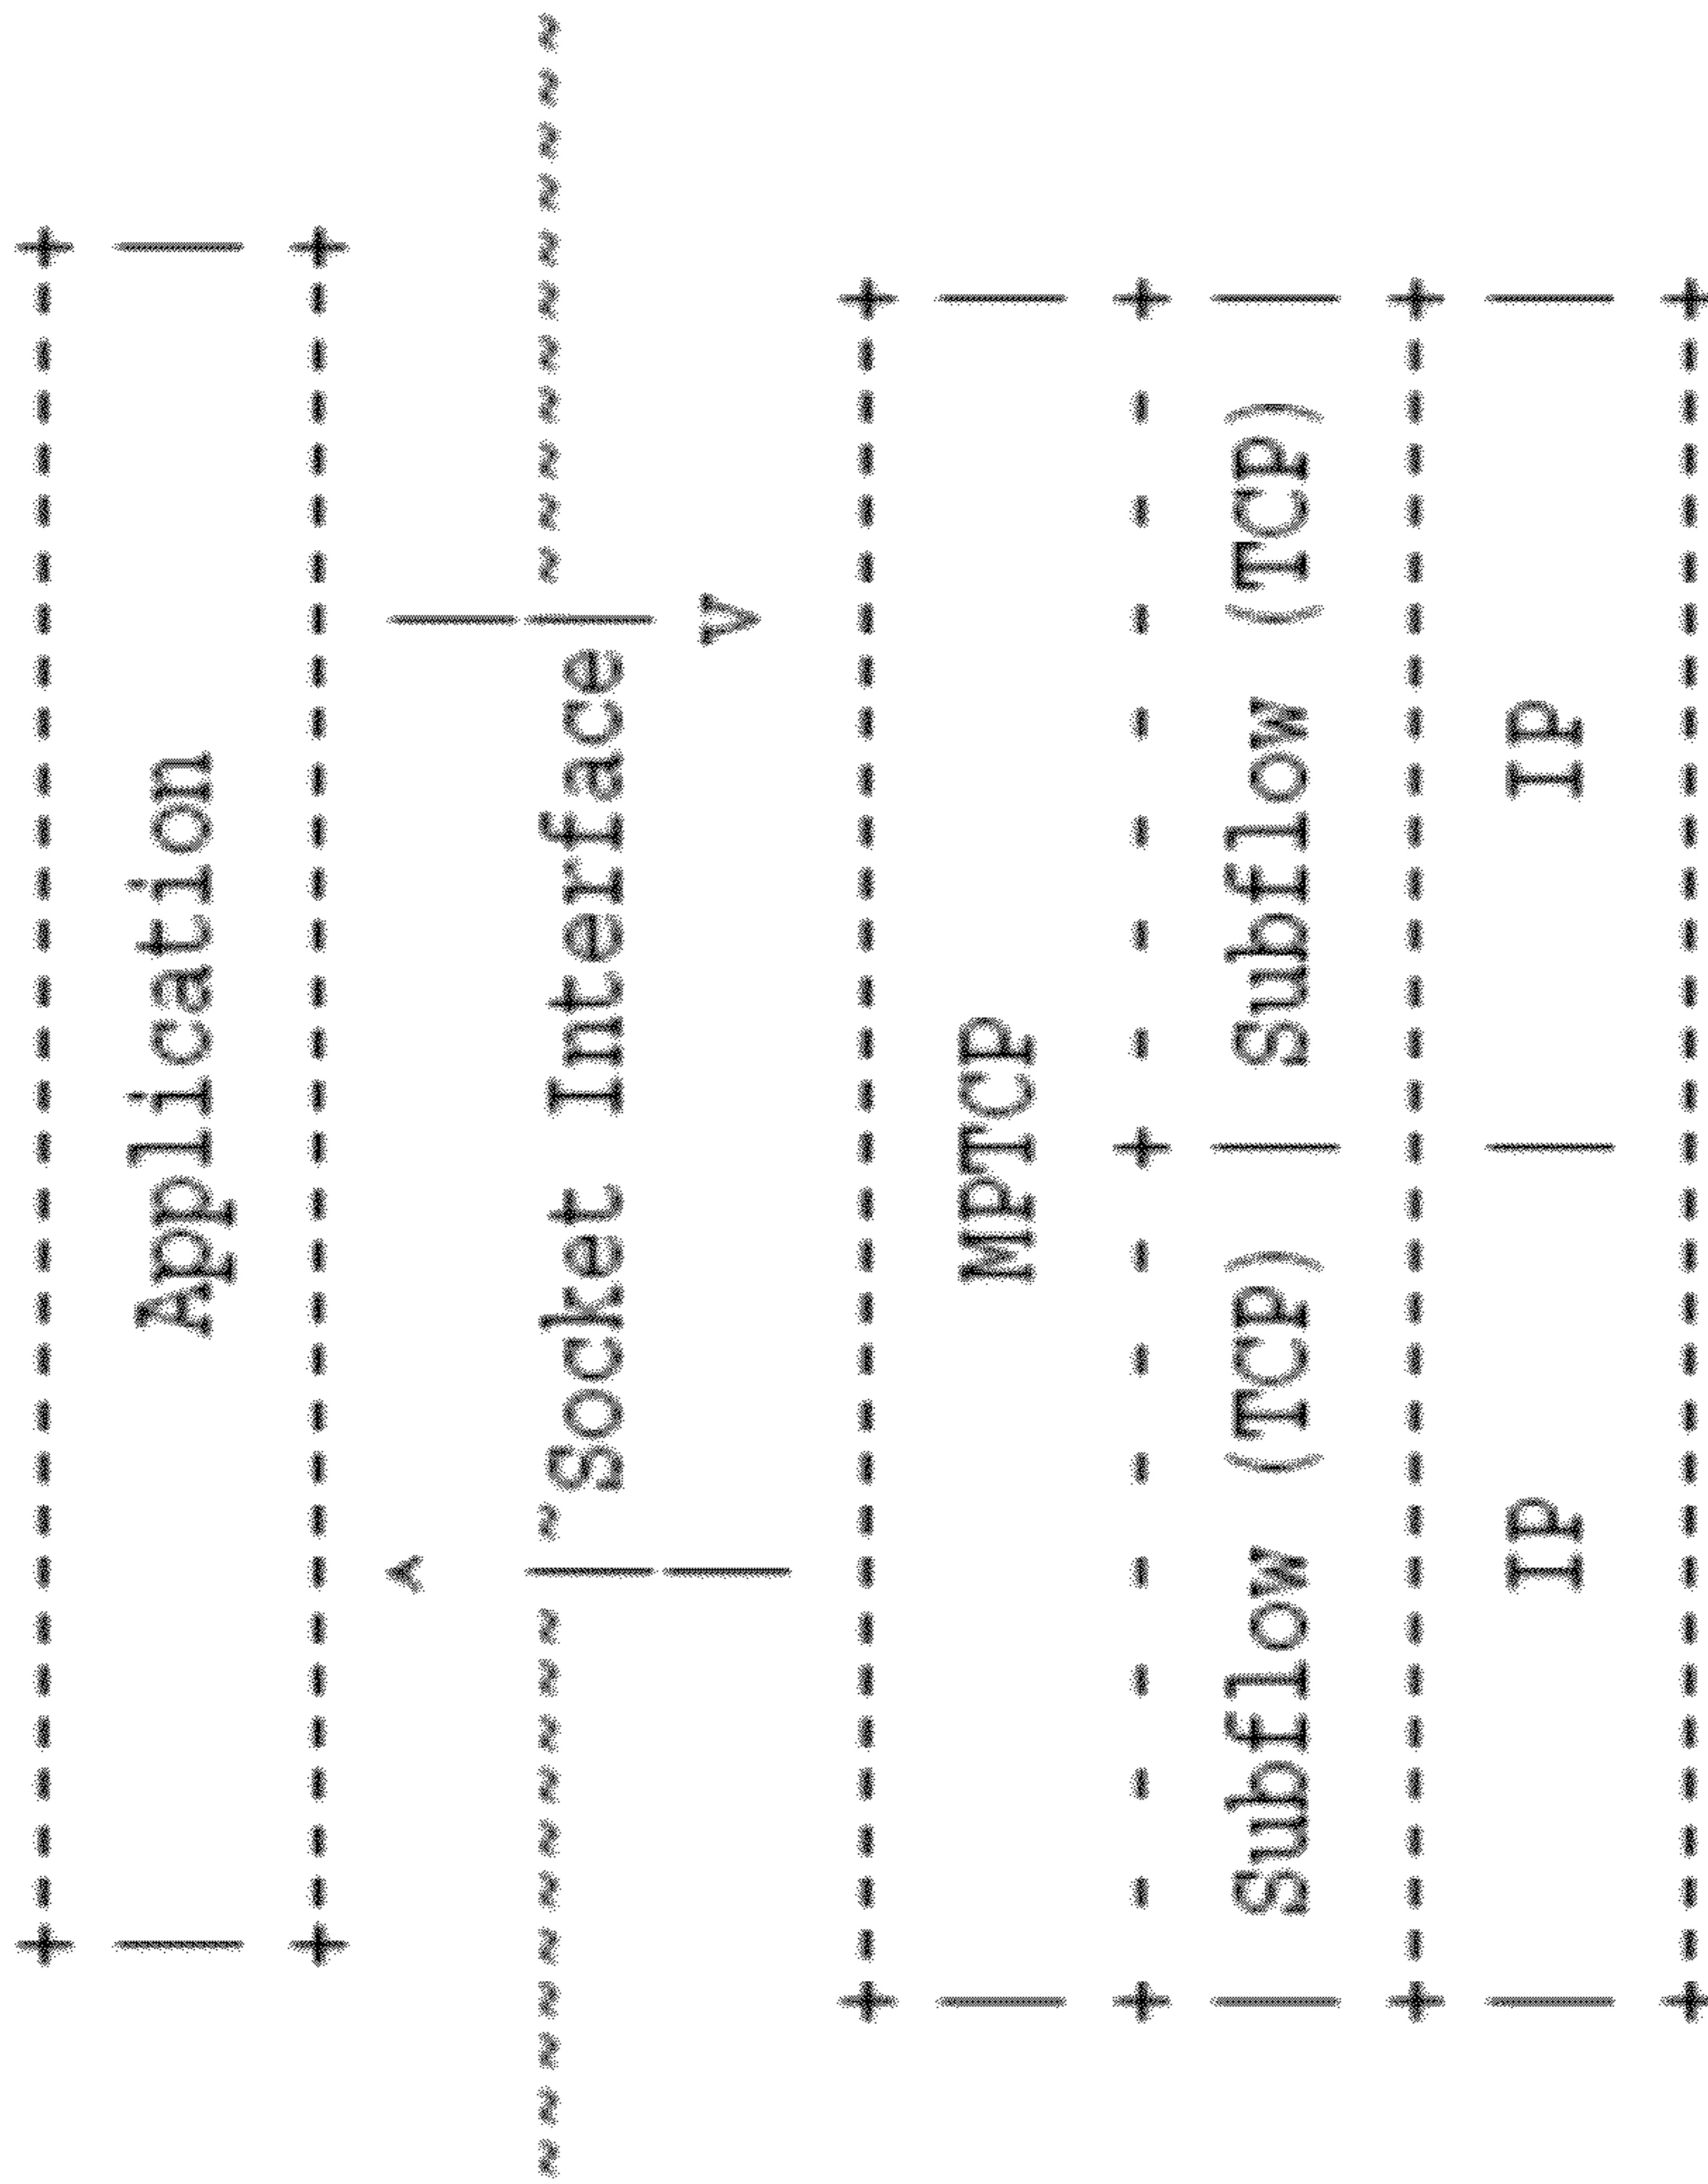 Application
Socket Interface
MPTCP
Subflow (TCP) Subflow (TCP)
IP IP